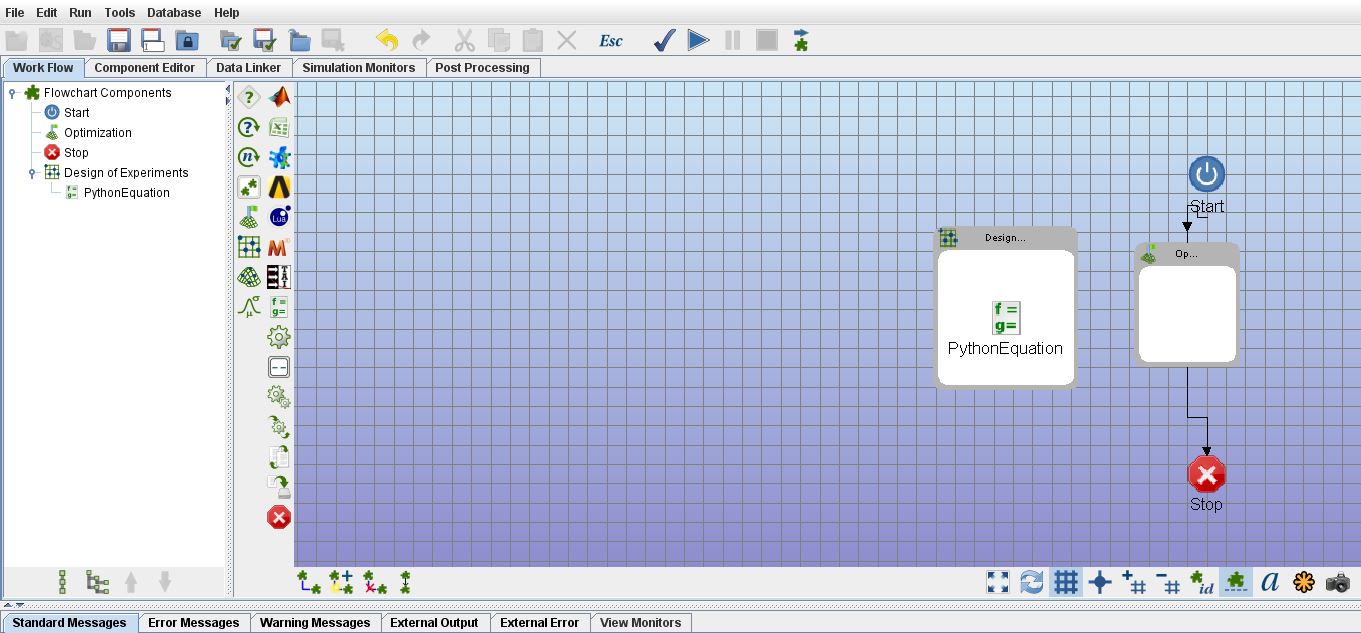 File Edit Run Tools Database Help
Esc
Work Flow Component Editor Data Linker Simulation Monitors Post Processing
Flowchart Components
Start
Optimization
Stop
Design of Experiments
PythonEquation
?
?
n
Lua
M
μ σ
f =
g=
Start
Design...
f =
g=
PythonEquation
Op...
Stop
id
a
Standard Messages Error Messages Warning Messages External Output External Error View Monitors